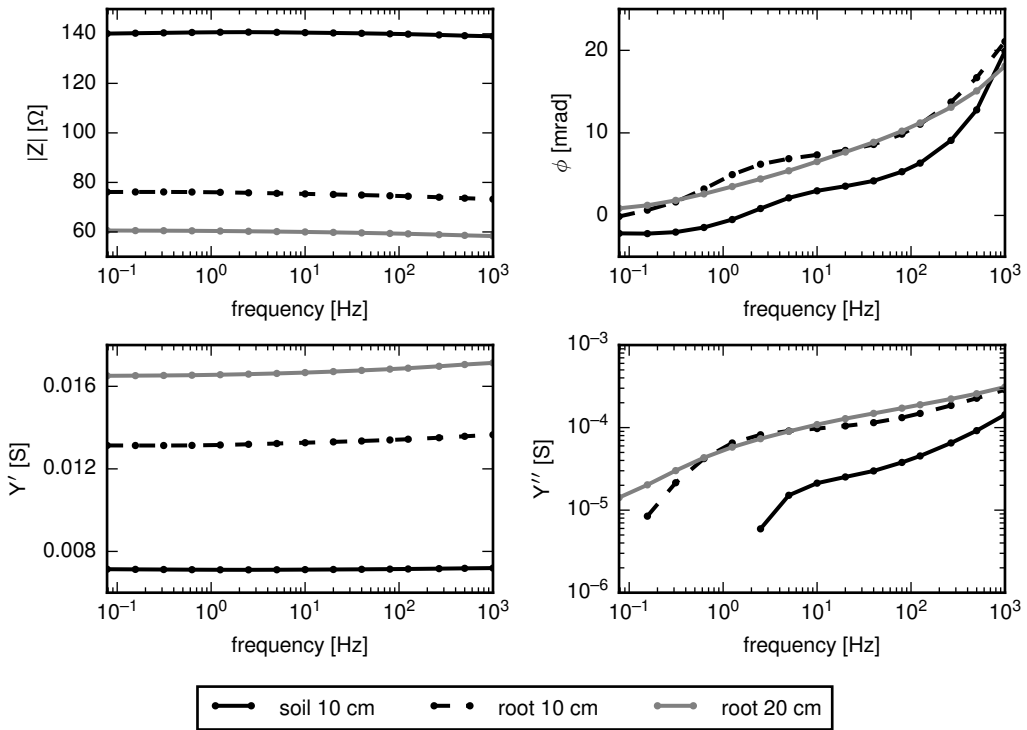 140
120
100
80
60
|Z| [Ω]
10⁻¹ 10⁰ 10¹ 10² 10³
frequency [Hz]
20
10
0
ϕ [mrad]
10⁻¹ 10⁰ 10¹ 10² 10³
frequency [Hz]
0.016
0.012
0.008
Y′ [S]
10⁻¹ 10⁰ 10¹ 10² 10³
frequency [Hz]
10⁻³
10⁻⁴
10⁻⁵
10⁻⁶
Y′′ [S]
10⁻¹ 10⁰ 10¹ 10² 10³
frequency [Hz]
soil 10 cm root 10 cm root 20 cm